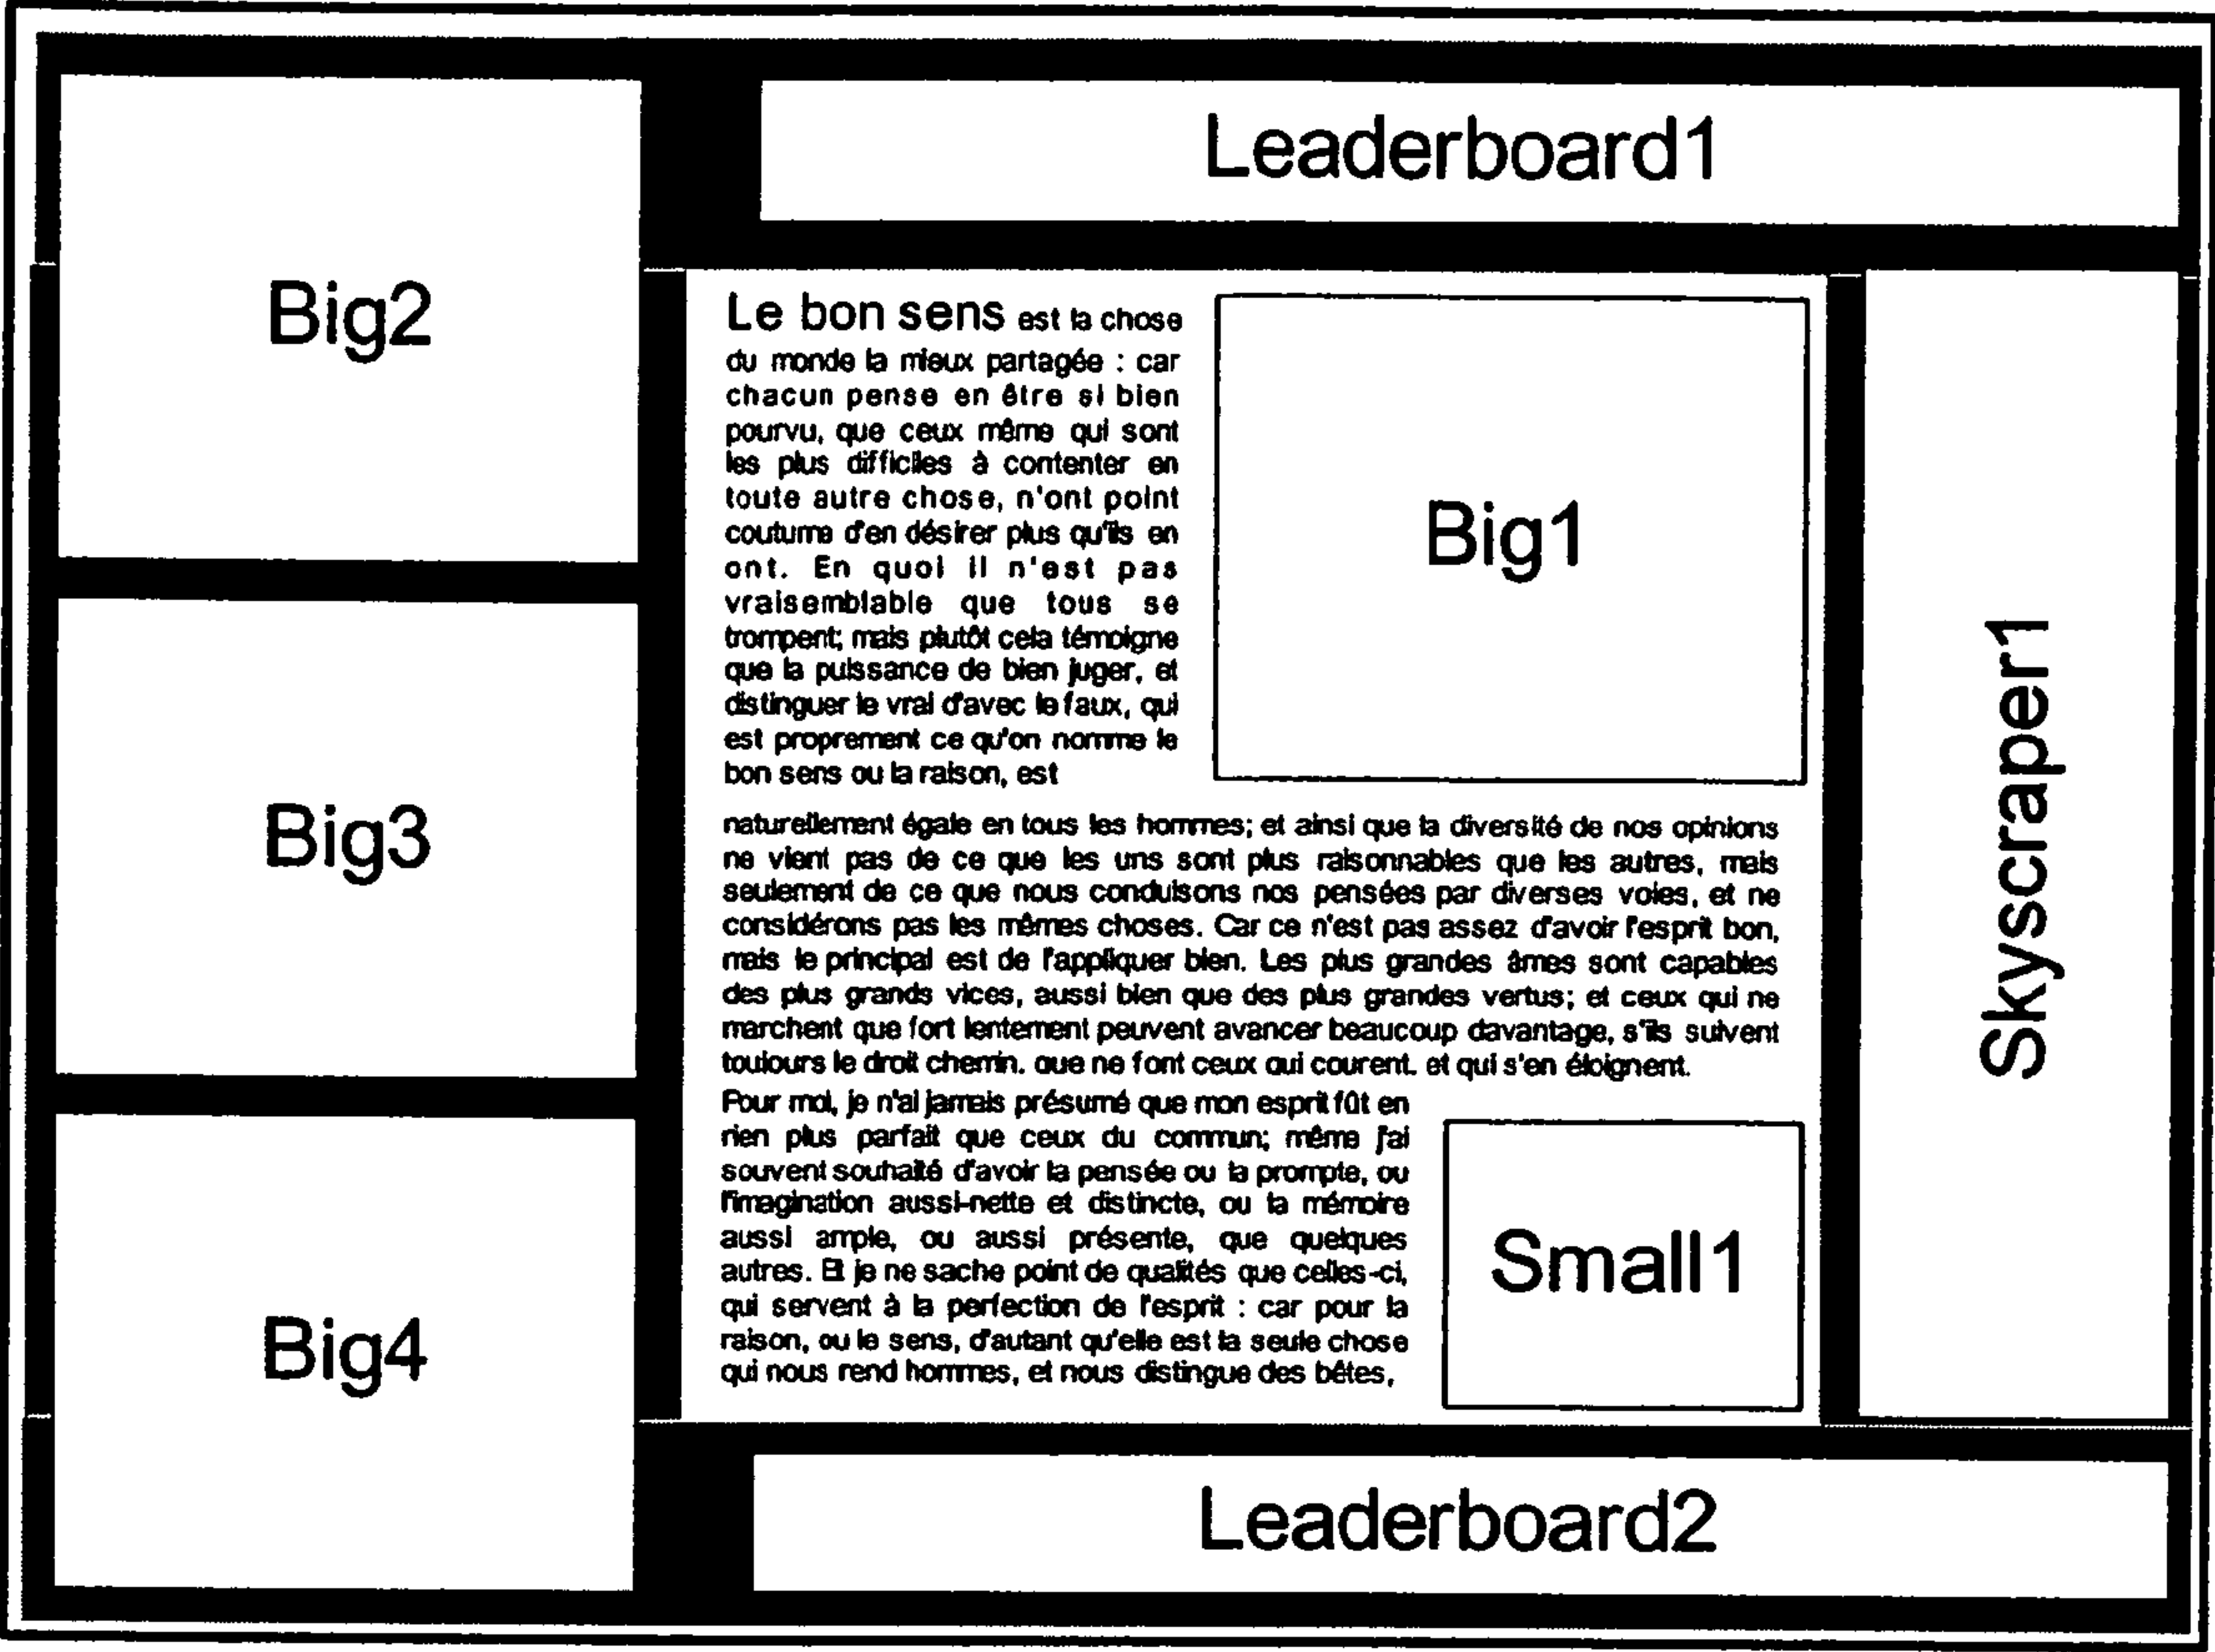 Leaderboard1
Big2
Le bon sens est la chose
du monde la mieux partagée : car
chacun pense en être si bien
pourvu, que ceux même qui sont
les plus difficiles à contenter en
toute autre chose, n'ont point
coutume d'en désirer plus qu'ils en
ont. En quoi il n'est pas
vraisemblable que tous se
trompent; mais plutôt cela témoigne
que la puissance de bien juger, et
distinguer le vrai d'avec le faux, qui
est proprement ce qu'on nomme le
bon sens ou la raison, est
Big1
Skyscraper1
Big3
naturellement égale en tous les hommes; et ainsi que la diversité de nos opinions
ne vient pas de ce que les uns sont plus raisonnables que les autres, mais
seulement de ce que nous conduisons nos pensées par diverses voies, et ne
considérons pas les mêmes choses. Car ce n'est pas assez d'avoir l'esprit bon,
mais le principal est de l'appliquer bien. Les plus grandes âmes sont capables
des plus grands vices, aussi bien que des plus grandes vertus; et ceux qui ne
marchent que fort lentement peuvent avancer beaucoup davantage, s'ils suivent
toujours le droit chemin. que ne font ceux qui courent. et qui s'en éloignent.
Pour moi, je n'ai jamais présumé que mon esprit fût en
rien plus parfait que ceux du commun; même j'ai
souvent souhaité d'avoir la pensée ou la prompte, ou
l'imagination aussi-nette et distincte, ou la mémoire
aussi ample, ou aussi présente, que quelques
autres. Et je ne sache point de qualités que celles-ci,
qui servent à la perfection de l'esprit : car pour la
raison, ou le sens, d'autant qu'elle est la seule chose
qui nous rend hommes, et nous distingue des bêtes,
Small1
Big4
Leaderboard2